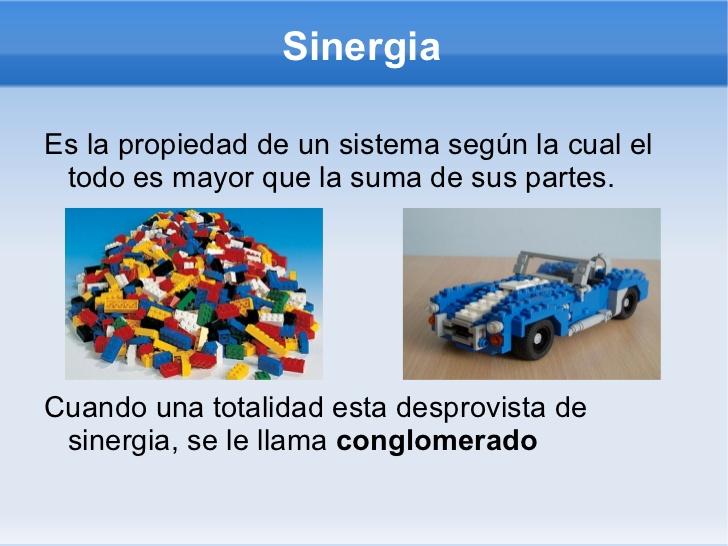 Sinergia
Es la propiedad de un sistema según la cual el
todo es mayor que la suma de sus partes.
Cuando una totalidad esta desprovista de
sinergia, se le llama conglomerado